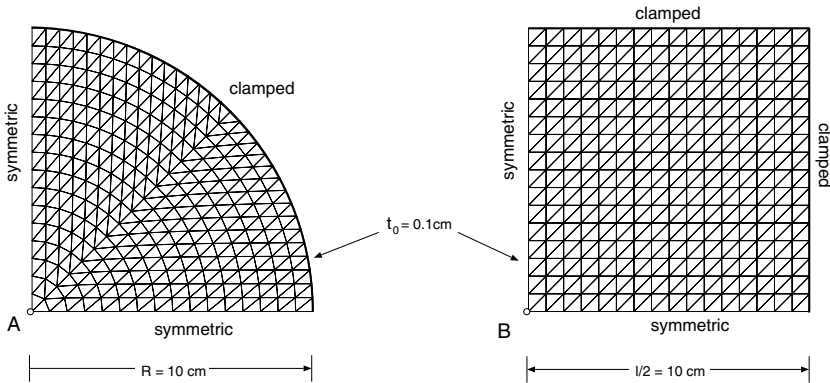 clamped
clamped
symmetric
symmetric
clamped
t0 = 0.1cm
A
symmetric
B
symmetric
R = 10 cm
l/2 = 10 cm